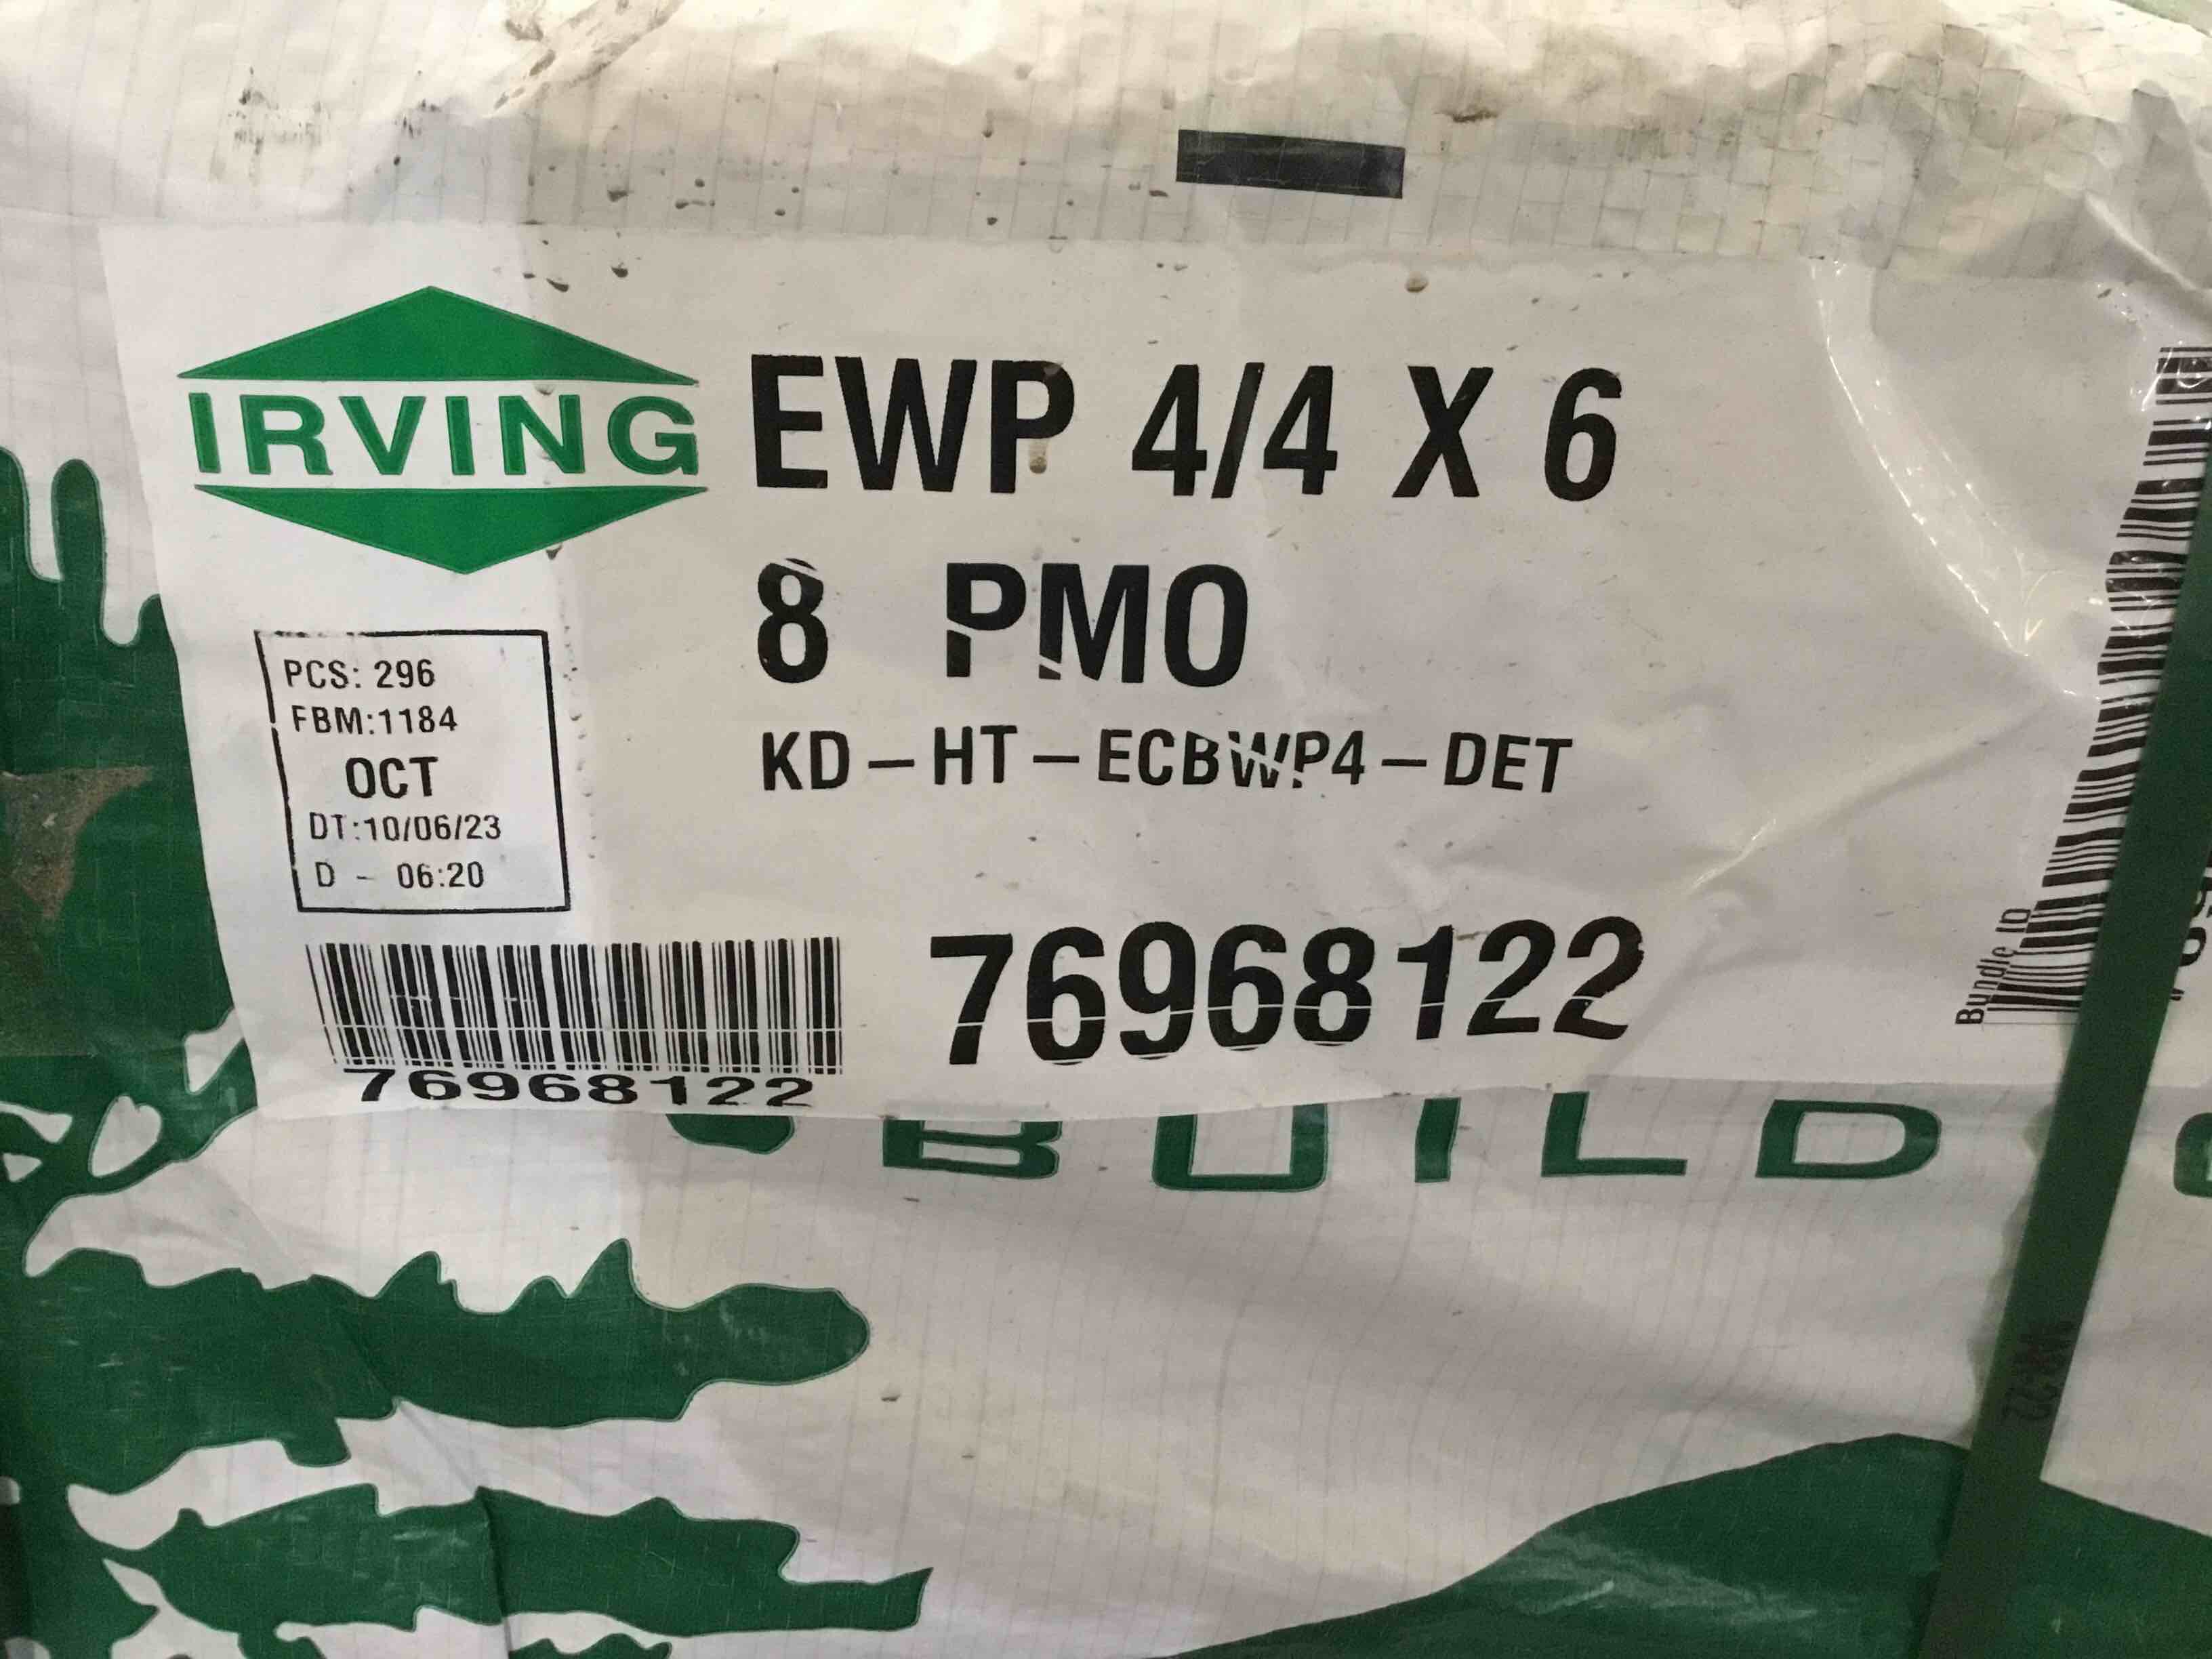 IRVING
EWP 4/4 X 6
8 PMO
KD-HT-ECBWP4-DET
PCS: 296
FBM:1184
OCT
DT:10/06/23
D - 06:20
76968122
76968122
Bundle ID
BUILD